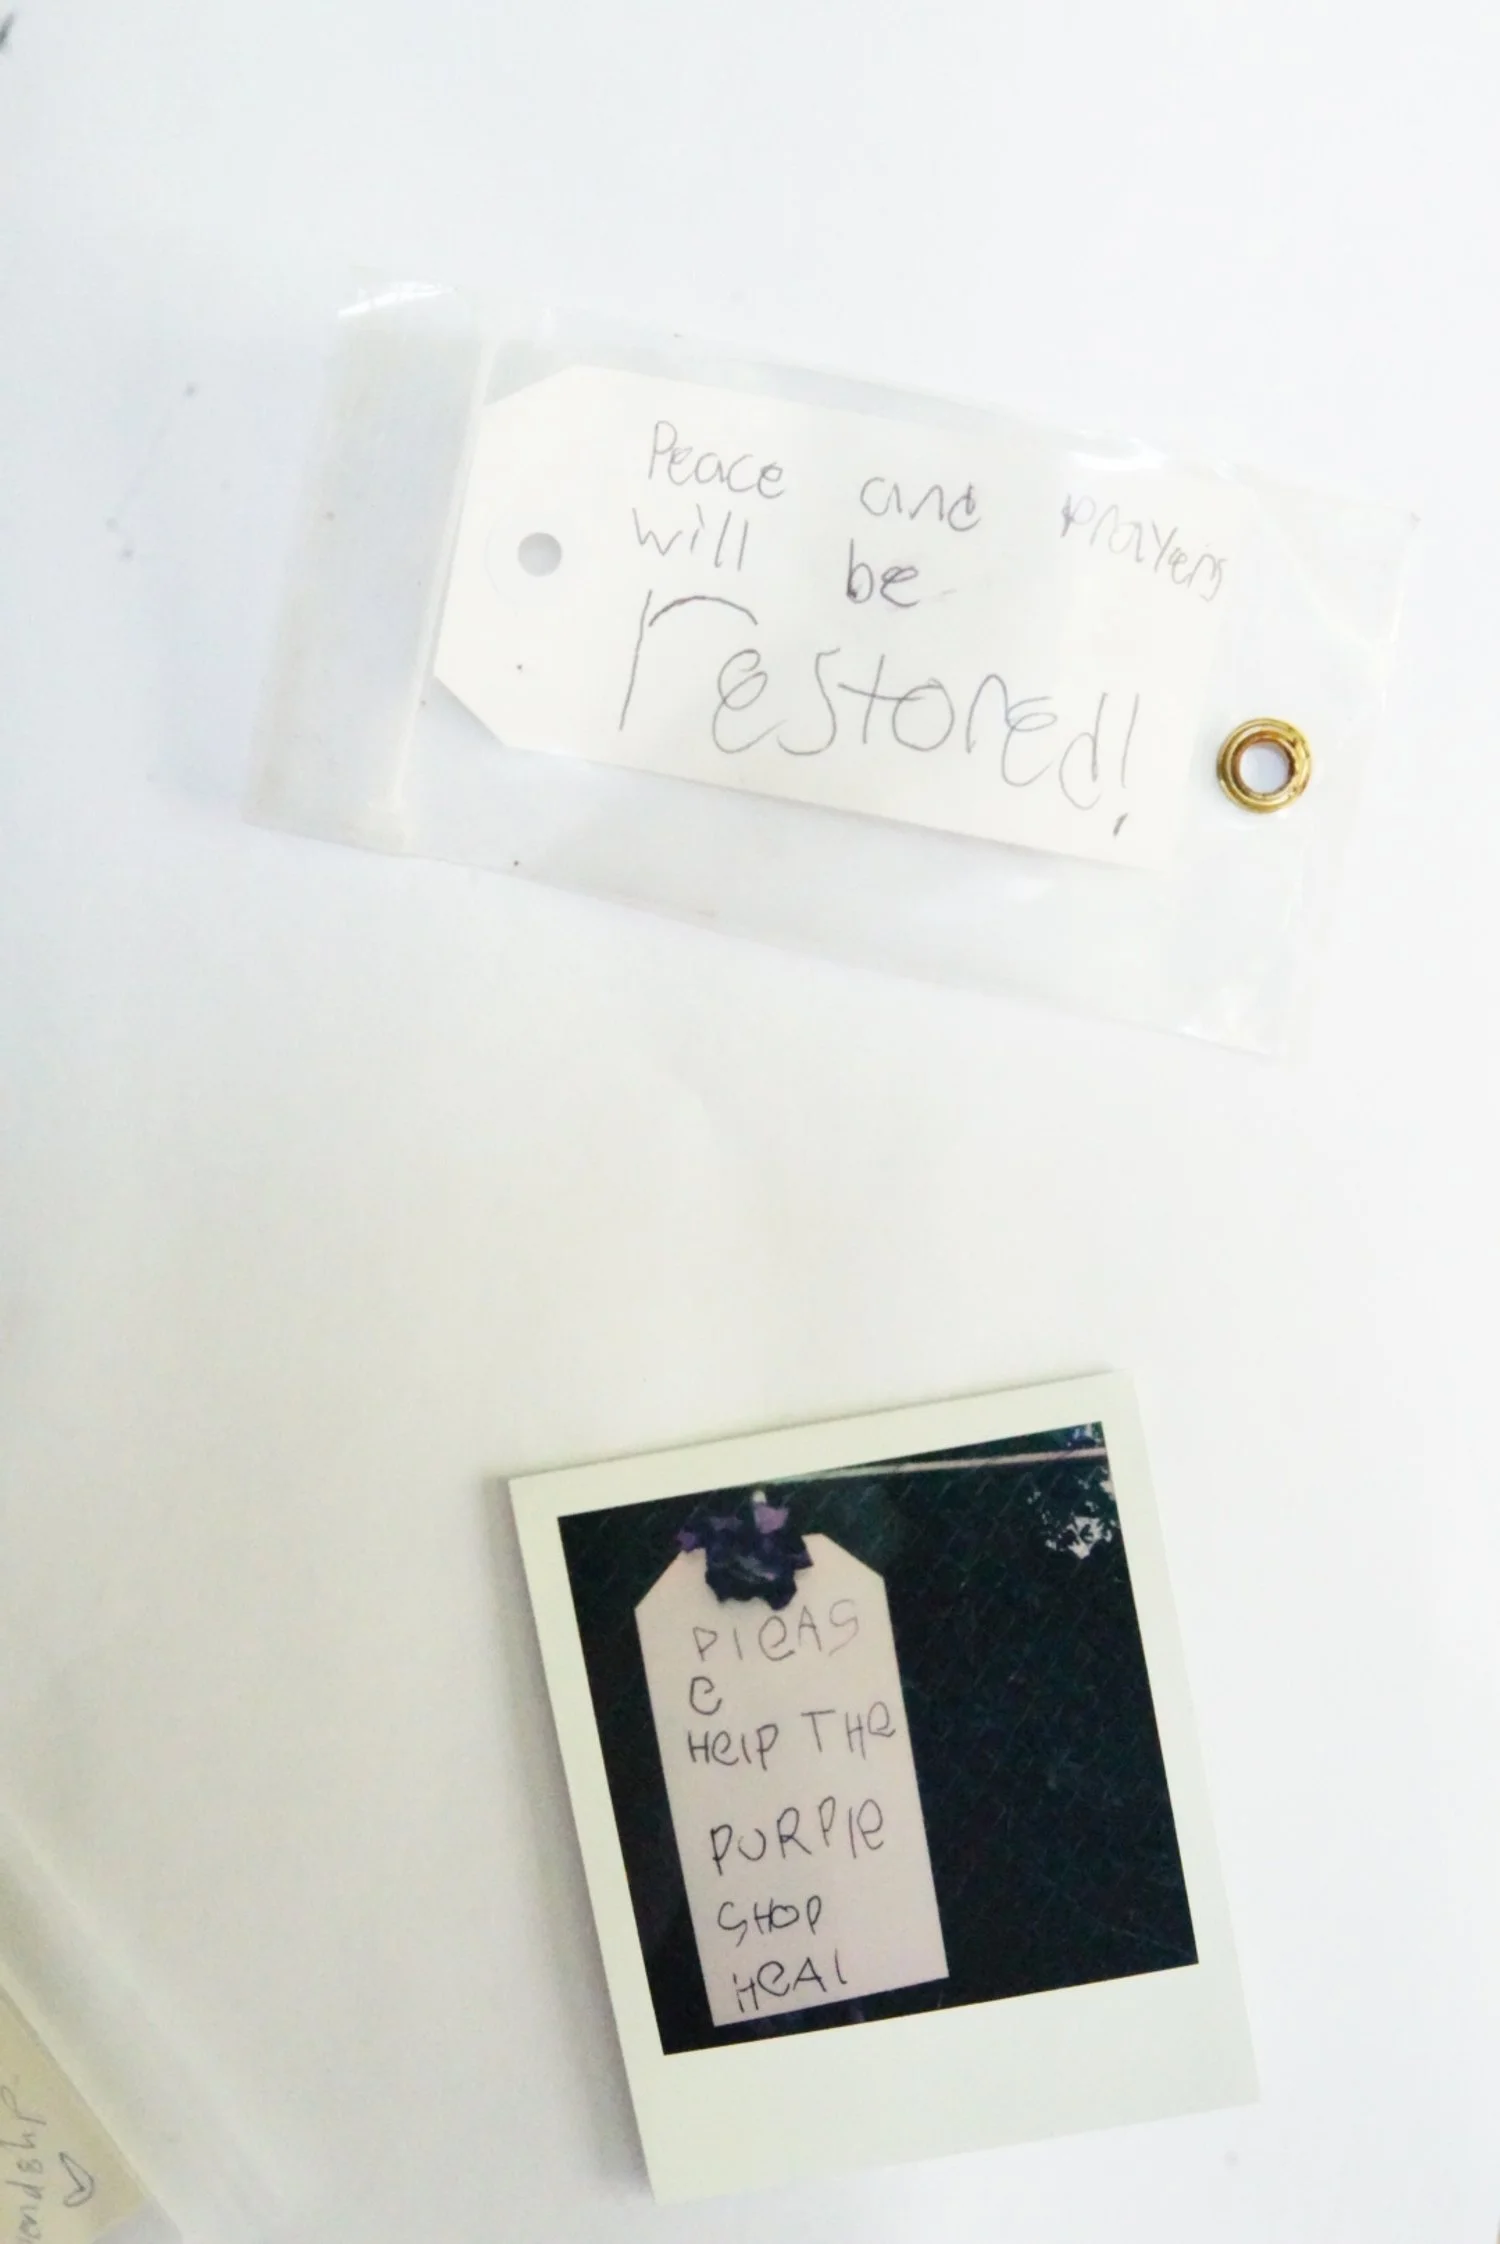 Peace and prayers
will be
restored!
PleAS
e
HelP THe
PURPle
SHOP
HeAl